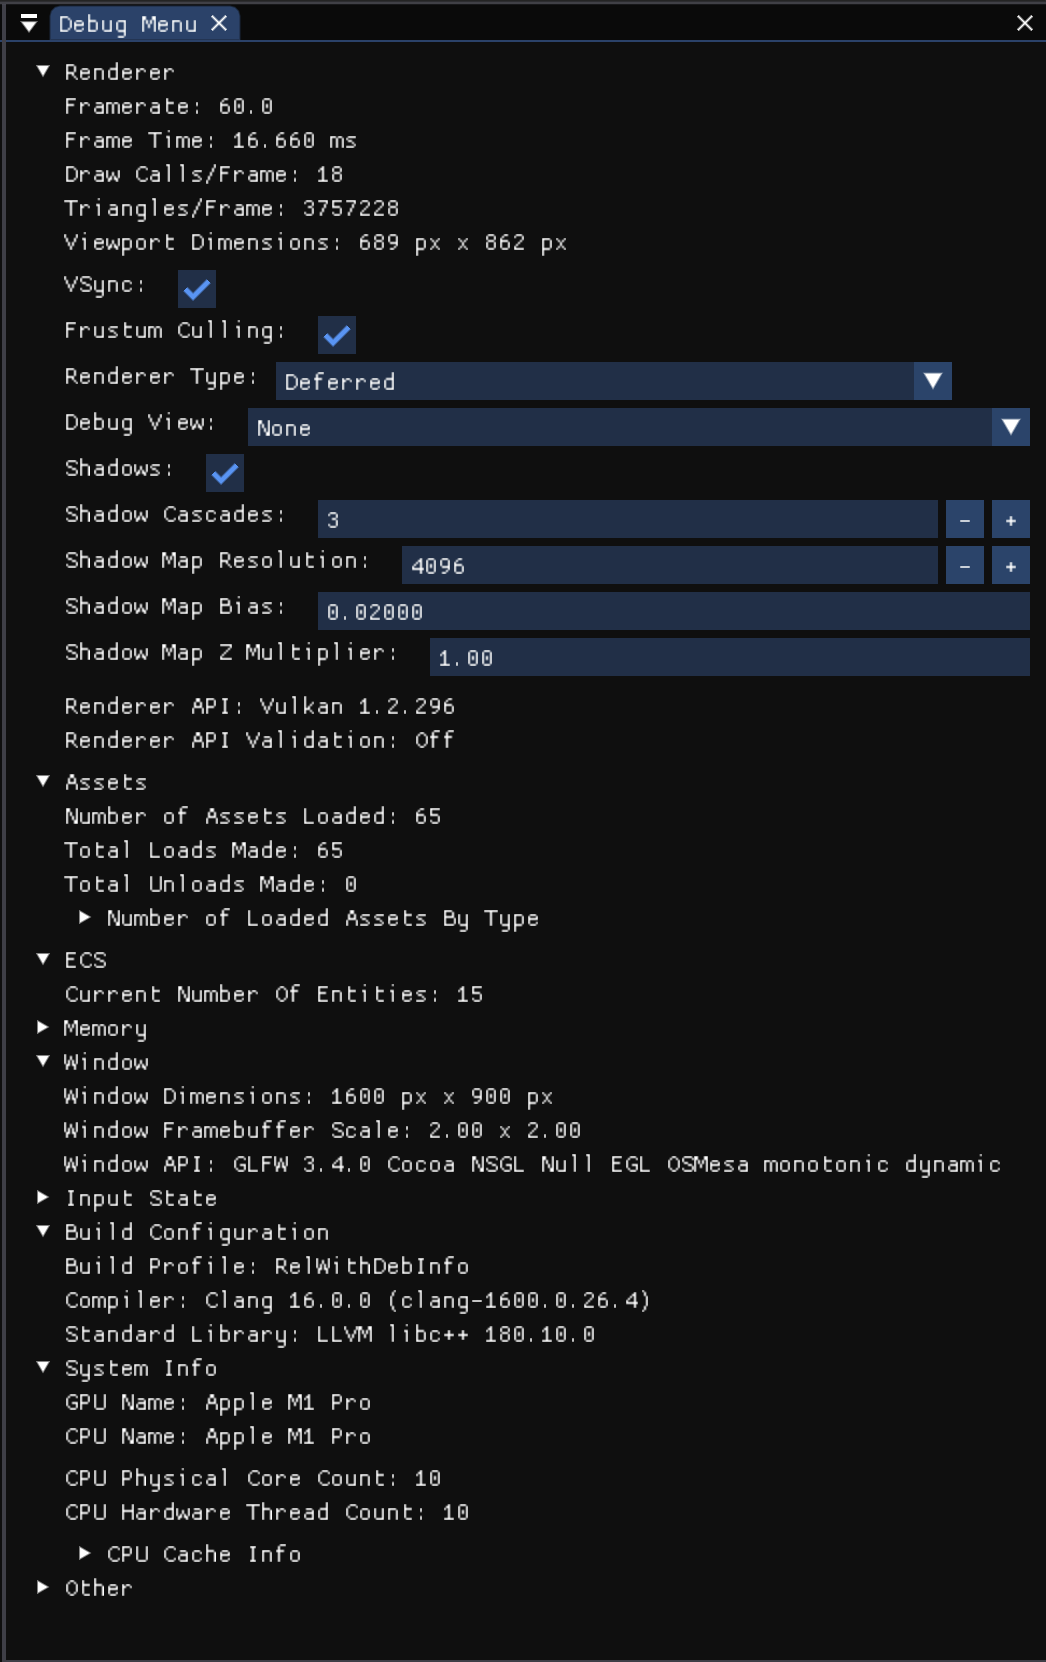 Debug Menu
Renderer
Framerate: 60.0
Frame Time: 16.660 ms
Draw Calls/Frame: 18
Triangles/Frame: 3757228
Viewport Dimensions: 689 px x 862 px
VSync:
Frustum Culling:
Renderer Type: Deferred
Debug View: None
Shadows:
Shadow Cascades: 3 - +
Shadow Map Resolution: 4096 - +
Shadow Map Bias: 0.02000
Shadow Map Z Multiplier: 1.00
Renderer API: Vulkan 1.2.296
Renderer API Validation: Off
Assets
Number of Assets Loaded: 65
Total Loads Made: 65
Total Unloads Made: 0
Number of Loaded Assets By Type
ECS
Current Number Of Entities: 15
Memory
Window
Window Dimensions: 1600 px x 900 px
Window Framebuffer Scale: 2.00 x 2.00
Window API: GLFW 3.4.0 Cocoa NSGL Null EGL OSMesa monotonic dynamic
Input State
Build Configuration
Build Profile: RelWithDebInfo
Compiler: Clang 16.0.0 (clang-1600.0.26.4)
Standard Library: LLVM libc++ 180.10.0
System Info
GPU Name: Apple M1 Pro
CPU Name: Apple M1 Pro
CPU Physical Core Count: 10
CPU Hardware Thread Count: 10
CPU Cache Info
Other